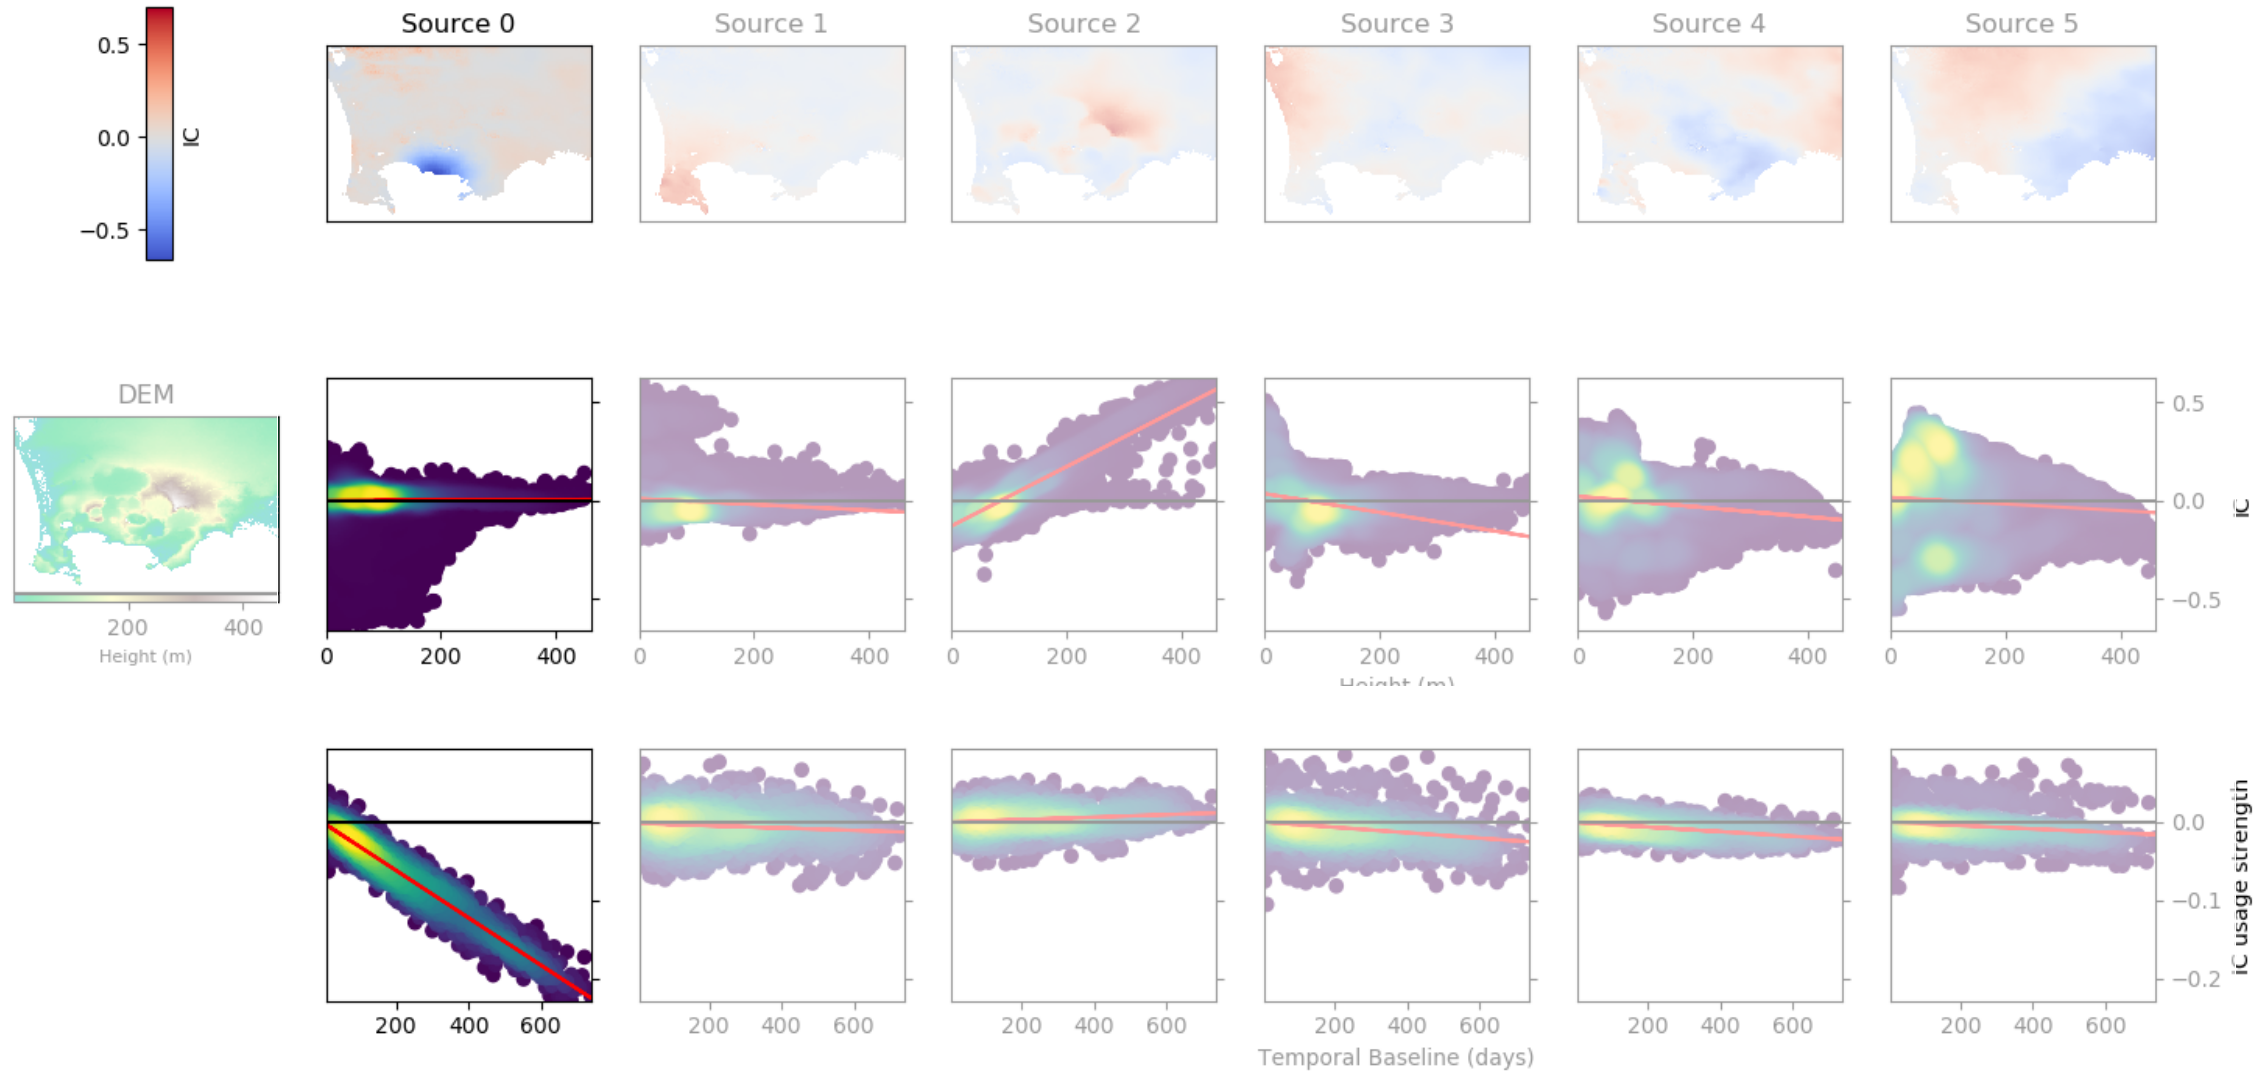 Source 0 Source 1 Source 2 Source 3 Source 4 Source 5
0.5
0.0
−0.5
IC
DEM
200 400
Height (m)
0.5
0.0
−0.5
IC
0 200 400 0 200 400 0 200 400 0 200 400 0 200 400 0 200 400
Height (m)
0.0
−0.1
−0.2
IC usage strength
200 400 600 200 400 600 200 400 600 200 400 600 200 400 600 200 400 600
Temporal Baseline (days)